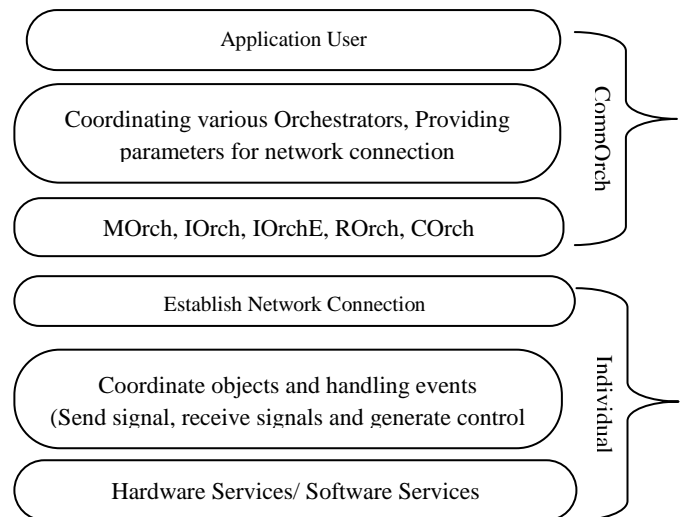 Application User
Coordinating various Orchestrators, Providing
parameters for network connection
CompOrch
MOrch, IOrch, IOrchE, ROrch, COrch
Establish Network Connection
Coordinate objects and handling events
(Send signal, receive signals and generate control
Individual
Hardware Services/ Software Services